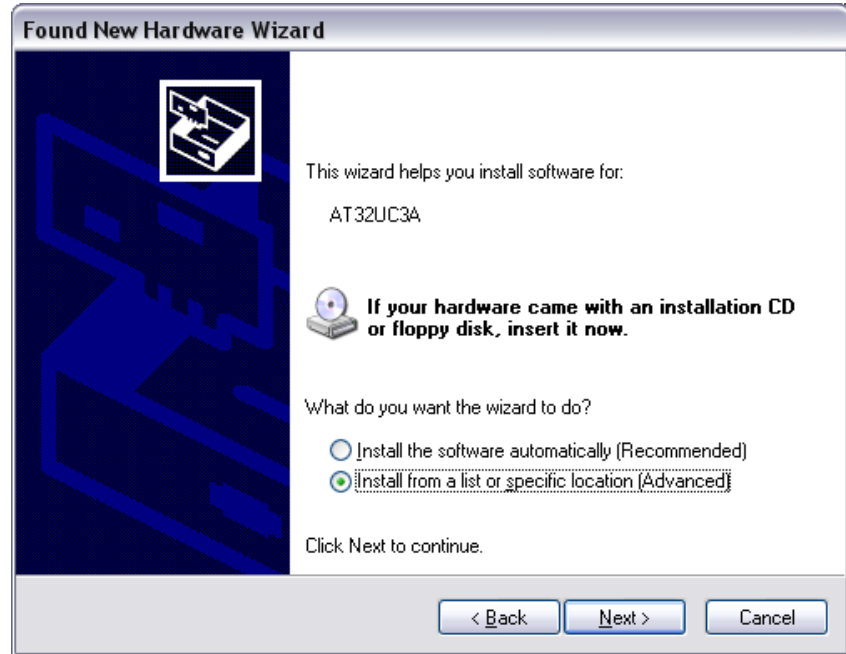 Found New Hardware Wizard
This wizard helps you install software for:
AT32UC3A
If your hardware came with an installation CD
or floppy disk, insert it now.
What do you want the wizard to do?
Install the software automatically (Recommended)
Install from a list or specific location (Advanced)
Click Next to continue.
< Back
Next >
Cancel